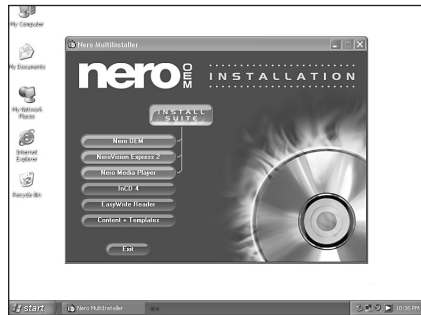 My Computer
My Documents
My Network
Places
Internet
Explorer
Recycle Bin
Nero MultiInstaller
nero OEM INSTALLATION
INSTALL
SUITE
Nero OEM
NeroVision Express 2
Nero Media Player
InCD 4
EasyWrite Reader
Content + Templates
Exit
start
Nero MultiInstaller
10:36 PM